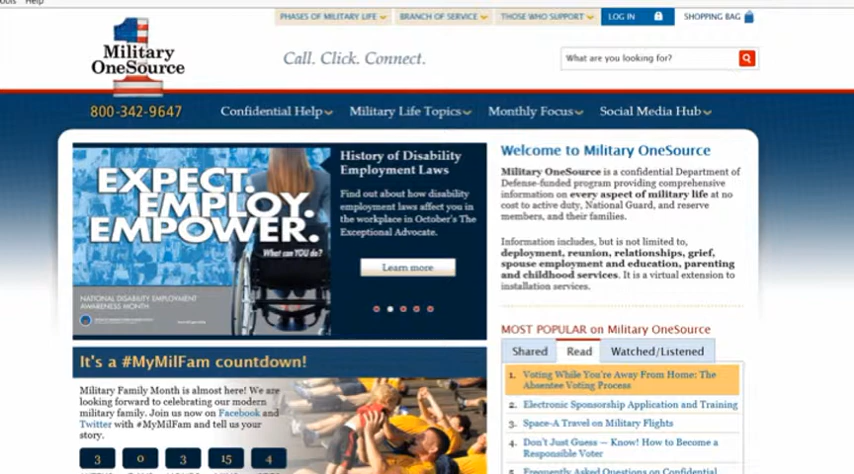 Tools Help
PHASES OF MILITARY LIFE
BRANCH OF SERVICE
THOSE WHO SUPPORT
LOG IN
SHOPPING BAG
1
Military
OneSource
Call. Click. Connect.
What are you looking for?
800-342-9647
Confidential Help
Military Life Topics
Monthly Focus
Social Media Hub
EXPECT.
EMPLOY.
EMPOWER.
What can YOU do?
NATIONAL DISABILITY EMPLOYMENT
AWARENESS MONTH
History of Disability
Employment Laws
Find out about how disability
employment laws affect you in
the workplace in October's The
Exceptional Advocate.
Learn more
Welcome to Military OneSource
Military OneSource is a confidential Department of
Defense-funded program providing comprehensive
information on every aspect of military life at no
cost to active duty, National Guard, and reserve
members, and their families.
Information includes, but is not limited to,
deployment, reunion, relationships, grief,
spouse employment and education, parenting
and childhood services. It is a virtual extension to
installation services.
MOST POPULAR on Military OneSource
Shared
Read
Watched/Listened
1. Voting While You're Away From Home: The
Absentee Voting Process
2. Electronic Sponsorship Application and Training
3. Space-A Travel on Military Flights
4. Don't Just Guess — Know! How to Become a
Responsible Voter
5. Frequently Asked Questions on Confidential
It's a #MyMilFam countdown!
Military Family Month is almost here! We are
looking forward to celebrating our modern
military family. Join us now on Facebook and
Twitter with #MyMilFam and tell us your
story.
3 0 3 15 4